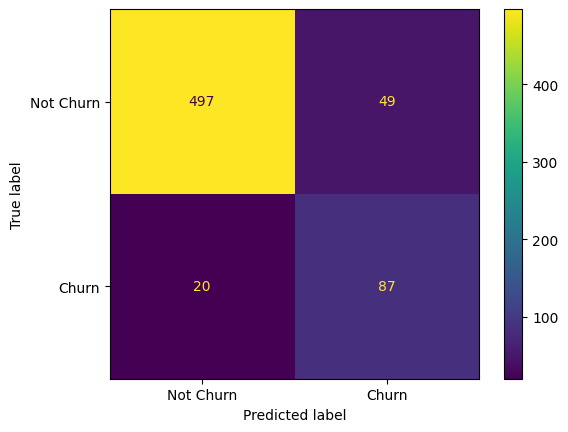 Not Churn
497
49
Churn
20
87
Not Churn
Churn
Predicted label
True label
400
300
200
100